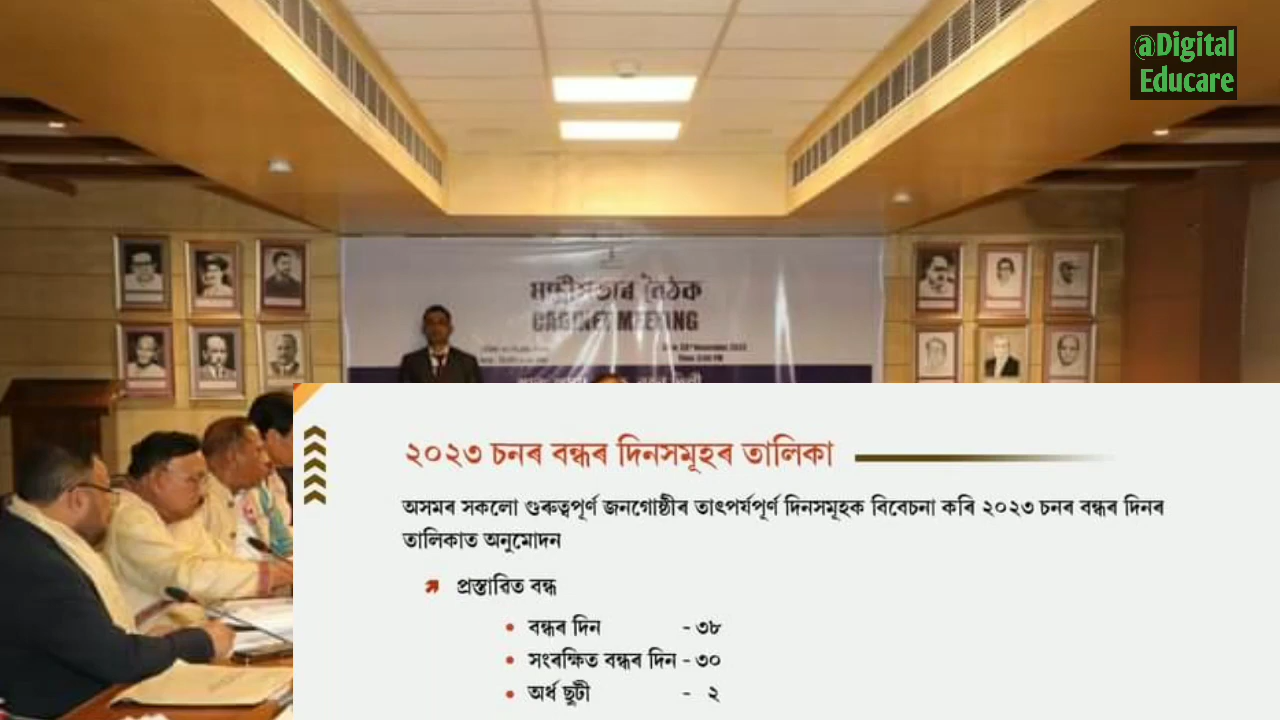 @Digital
Educare
মন্ত্ৰীসভাৰ বৈঠক
CABINET MEETING
২০২৩ চনৰ বন্ধৰ দিনসমূহৰ তালিকা
অসমৰ সকলো গুৰুত্বপূৰ্ণ জনগোষ্ঠীৰ তাৎপৰ্যপূৰ্ণ দিনসমূহক বিবেচনা কৰি ২০২৩ চনৰ বন্ধৰ দিনৰ
তালিকাত অনুমোদন
প্ৰস্তাৱিত বন্ধ
• বন্ধৰ দিন - ৩৮
• সংৰক্ষিত বন্ধৰ দিন - ৩০
• অৰ্ধ ছুটী - ২